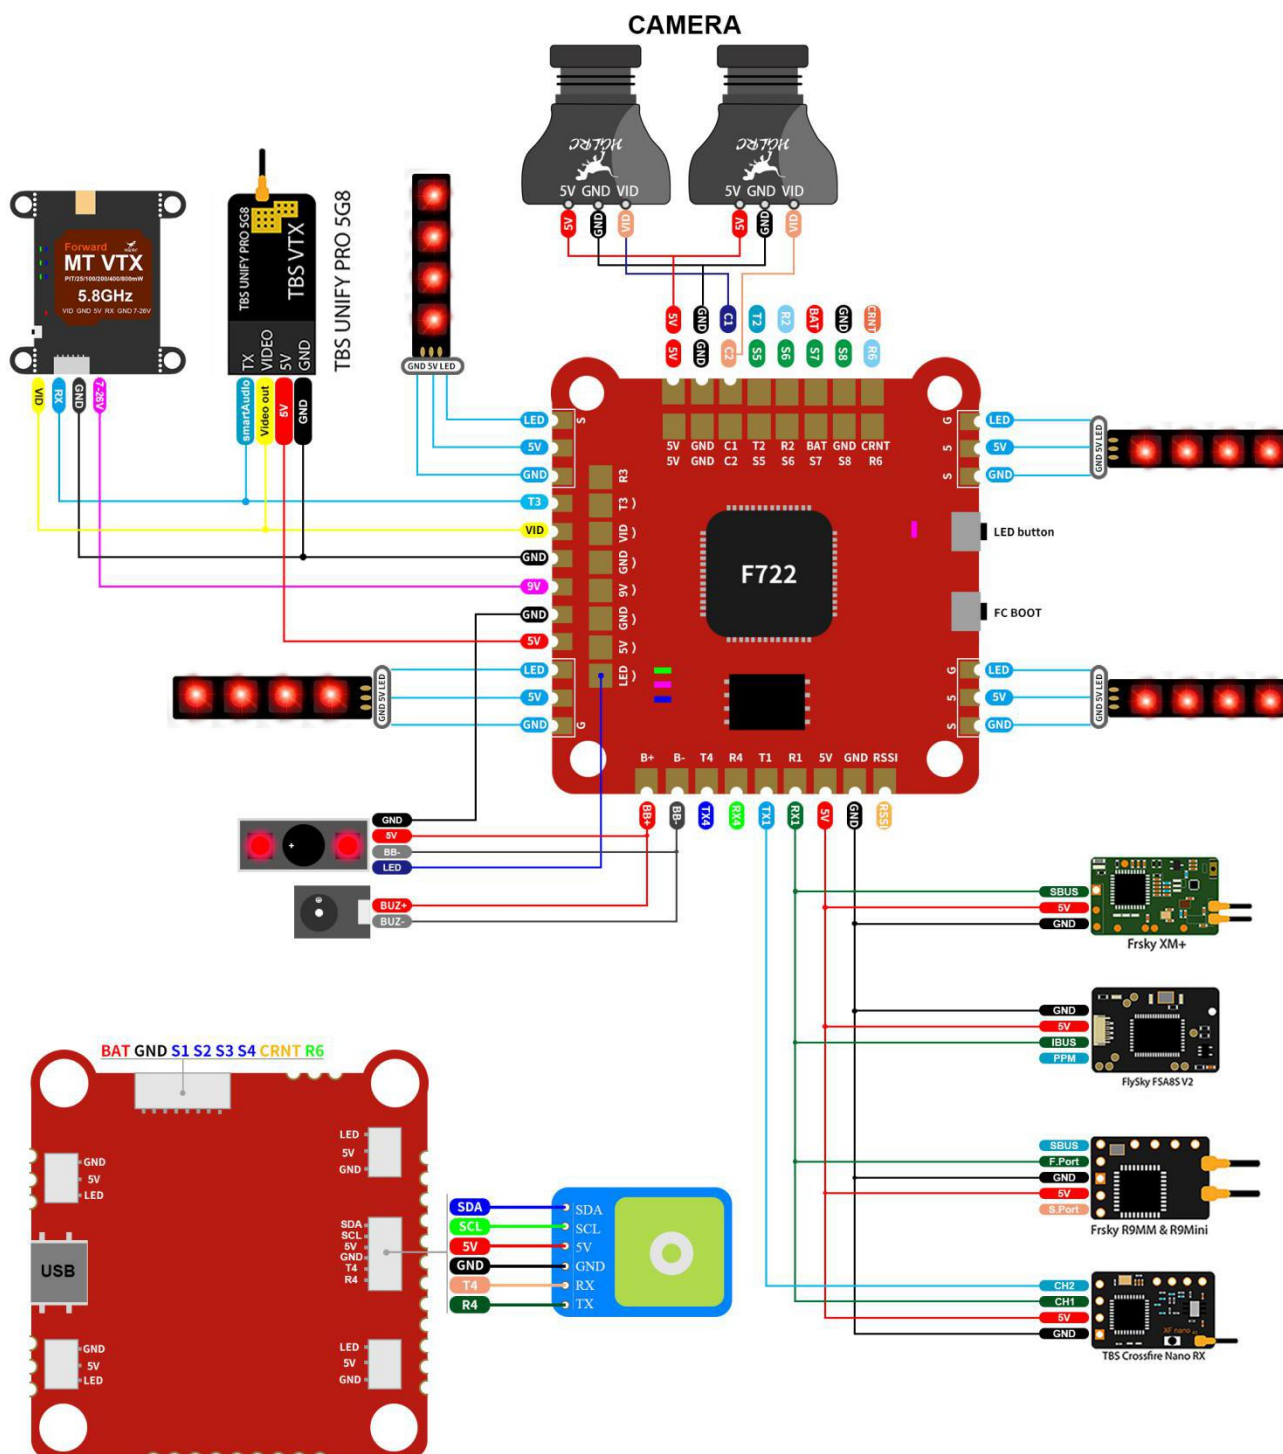 CAMERA
HGLRC
HGLRC
5V GND VID
5V GND VID
5V
GND
VID
5V
GND
VID
TBS UNIFY PRO 5G8
TBS VTX
TBS UNIFY PRO 5G8
TX
VIDEO
5V
GND
Forward
MT VTX
PIT/25/100/200/400/800mW
5.8GHz
VID GND 5V RX GND 7-26V
VID
RX
GND
7-26V
smartAudio
Video out
5V
GND
GND 5V LED
5V GND C1 T2 R2 BAT GND CRNT
5V GND C2 S5 S6 S7 S8 R6
LED
5V
GND
T3
VID
GND
9V
GND
5V
LED
5V
GND
S
G
5V GND C1 T2 R2 BAT GND CRNT
5V GND C2 S5 S6 S7 S8 R6
R3
T3
VID
GND
9V
GND
5V
LED
F722
G
5
S
LED
5V
GND
GND 5V LED
LED button
FC BOOT
G
5
S
LED
5V
GND
GND 5V LED
GND 5V LED
B+ B- T4 R4 T1 R1 5V GND RSSI
BB+
BB-
TX4
RX4
TX1
RX1
5V
GND
RSSI
GND
5V
BB-
LED
BUZ+
BUZ-
SBUS
5V
GND
Frsky XM+
GND
5V
IBUS
PPM
FlySky FSA8S V2
SBUS
F.Port
GND
5V
S.Port
Frsky R9MM & R9Mini
CH2
CH1
5V
GND
XF nano
TBS Crossfire Nano RX
BAT GND S1 S2 S3 S4 CRNT R6
GND
5V
LED
LED
5V
GND
SDA
SCL
5V
GND
T4
R4
USB
GND
5V
LED
LED
5V
GND
SDA
SCL
5V
GND
T4
R4
SDA
SCL
5V
GND
RX
TX